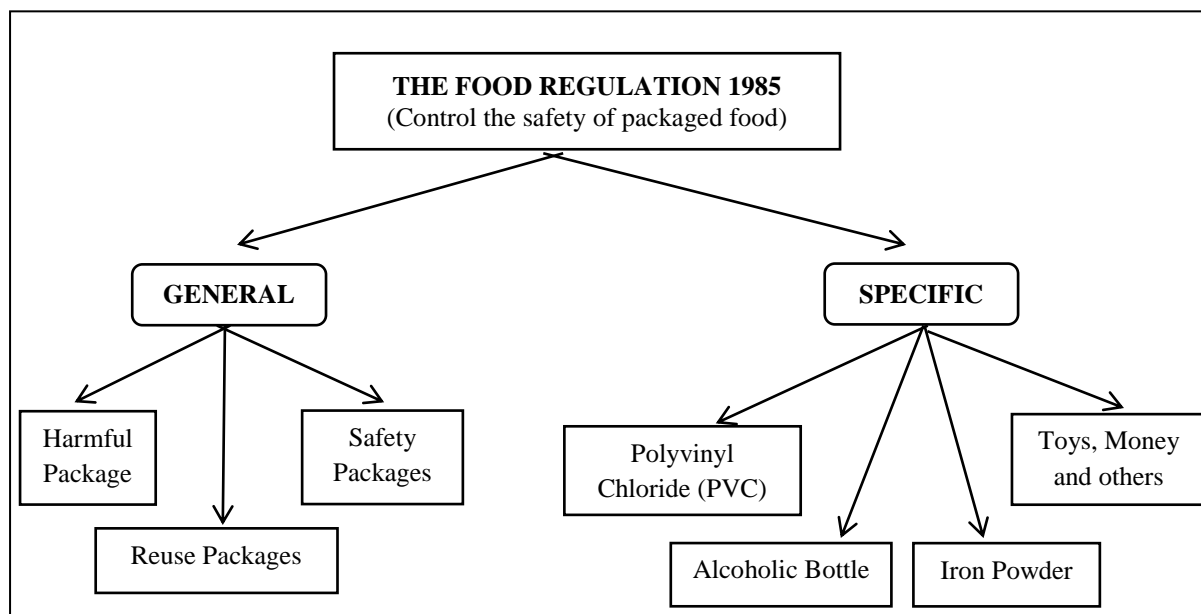 THE FOOD REGULATION 1985
(Control the safety of packaged food)
GENERAL
SPECIFIC
Harmful
Package
Safety
Packages
Reuse Packages
Polyvinyl
Chloride (PVC)
Toys, Money
and others
Alcoholic Bottle
Iron Powder